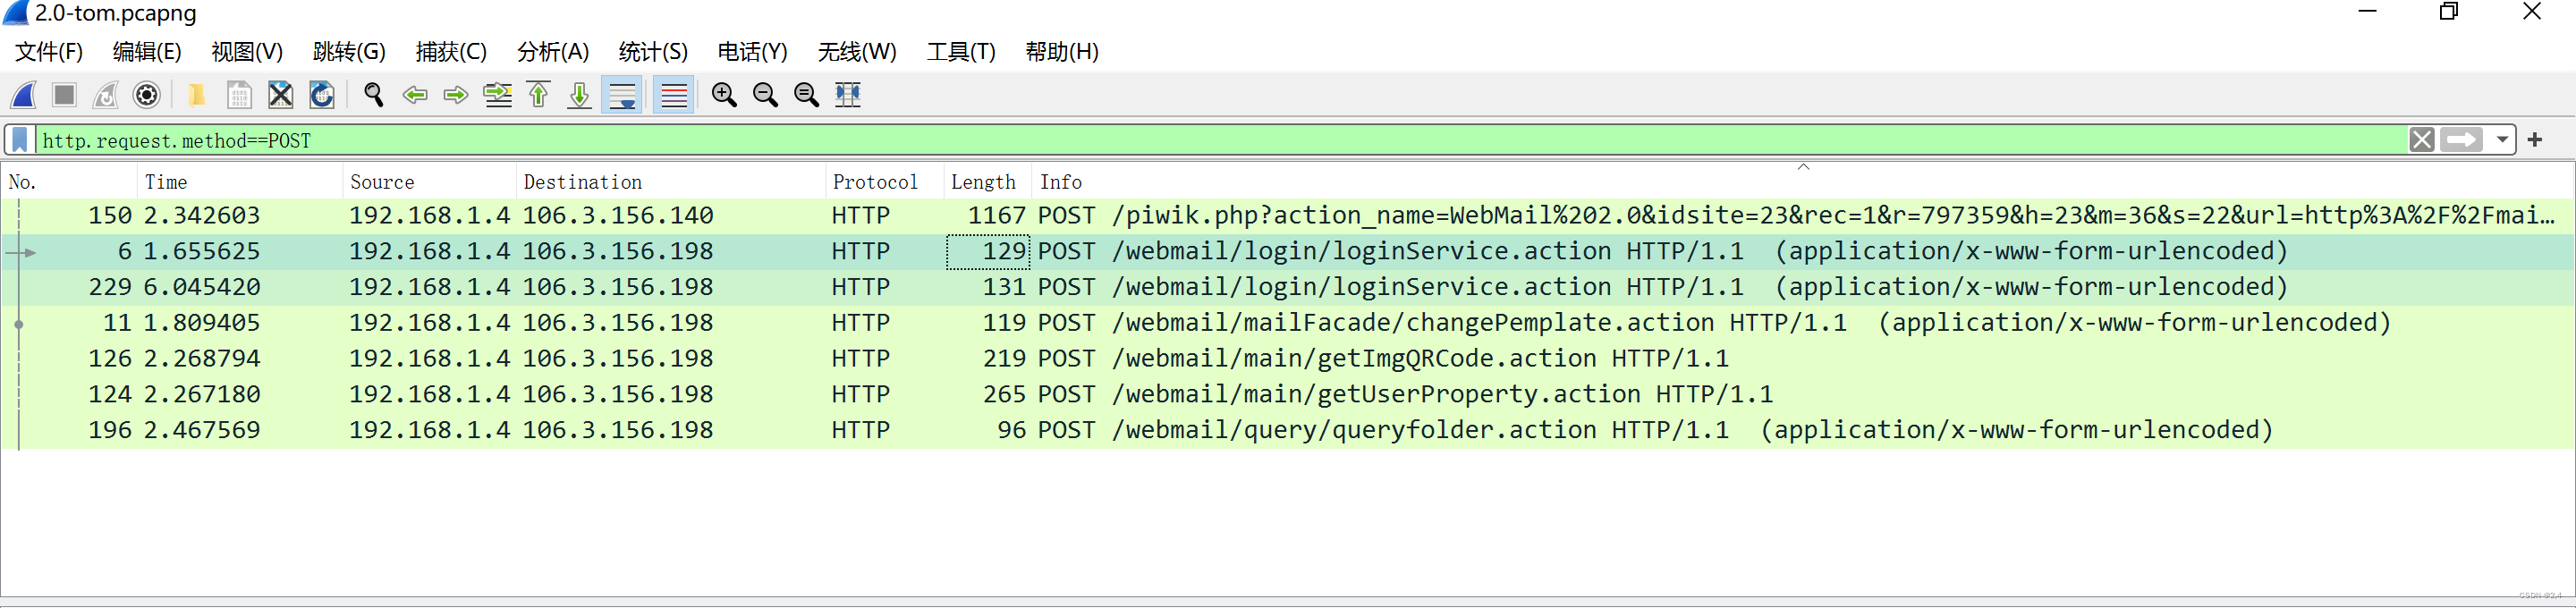 2.0-tom.pcapng
文件(F) 编辑(E) 视图(V) 跳转(G) 捕获(C) 分析(A) 统计(S) 电话(Y) 无线(W) 工具(T) 帮助(H)
http.request.method==POST
No. Time Source Destination Protocol Length Info
150 2.342603 192.168.1.4 106.3.156.140 HTTP 1167 POST /piwik.php?action_name=WebMail%202.0&idsite=23&rec=1&r=797359&h=23&m=36&s=22&url=http%3A%2F%2Fmai…
6 1.655625 192.168.1.4 106.3.156.198 HTTP 129 POST /webmail/login/loginService.action HTTP/1.1 (application/x-www-form-urlencoded)
229 6.045420 192.168.1.4 106.3.156.198 HTTP 131 POST /webmail/login/loginService.action HTTP/1.1 (application/x-www-form-urlencoded)
11 1.809405 192.168.1.4 106.3.156.198 HTTP 119 POST /webmail/mailFacade/changePemplate.action HTTP/1.1 (application/x-www-form-urlencoded)
126 2.268794 192.168.1.4 106.3.156.198 HTTP 219 POST /webmail/main/getImgQRCode.action HTTP/1.1
124 2.267180 192.168.1.4 106.3.156.198 HTTP 265 POST /webmail/main/getUserProperty.action HTTP/1.1
196 2.467569 192.168.1.4 106.3.156.198 HTTP 96 POST /webmail/query/queryfolder.action HTTP/1.1 (application/x-www-form-urlencoded)
CSDN @2,4